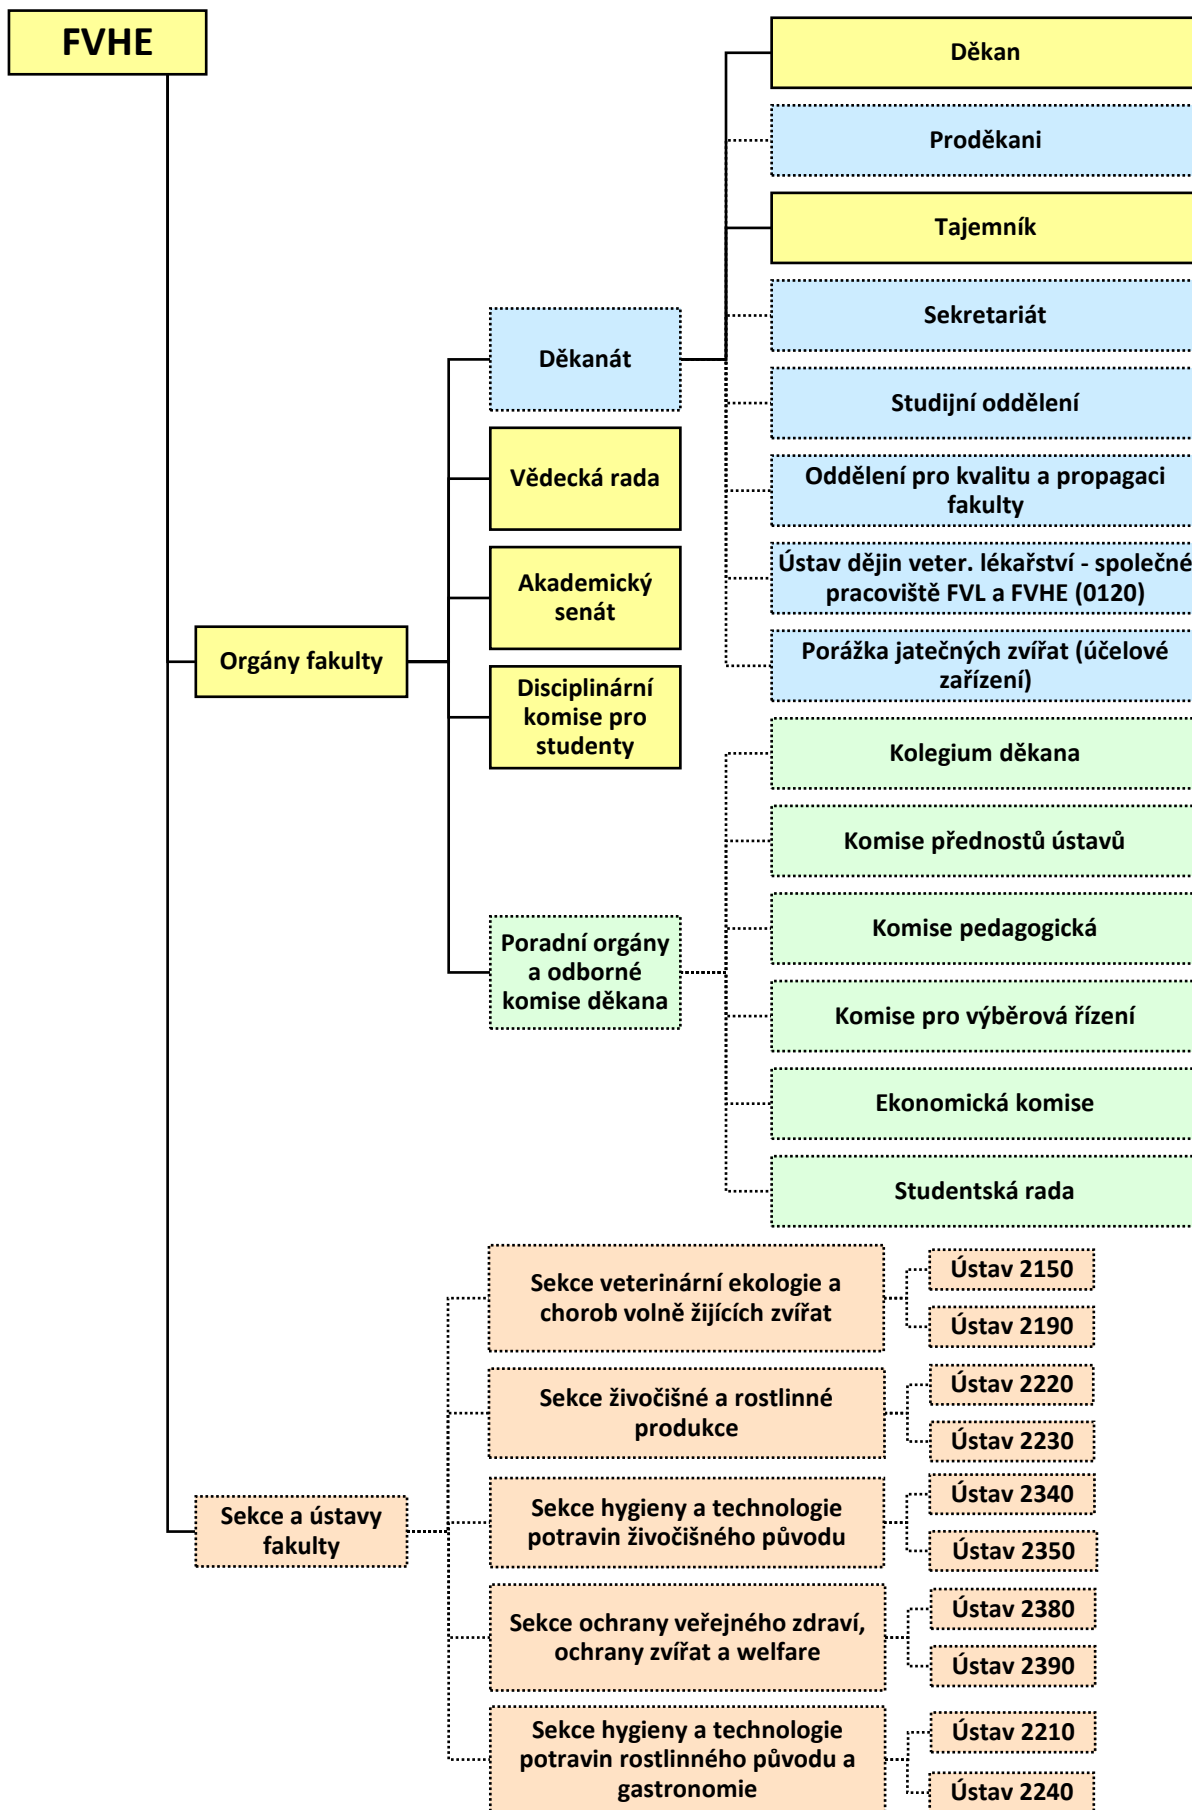 FVHE
Děkan
Proděkani
Tajemník
Sekretariát
Děkanát
Studijní oddělení
Oddělení pro kvalitu a propagaci
fakulty
Vědecká rada
Ústav dějin veter. lékařství - společné
pracoviště FVL a FVHE (0120)
Akademický
senát
Porážka jatečných zvířat (účelové
zařízení)
Orgány fakulty
Disciplinární
komise pro
studenty
Kolegium děkana
Komise přednostů ústavů
Komise pedagogická
Poradní orgány
a odborné
komise děkana
Komise pro výběrová řízení
Ekonomická komise
Studentská rada
Sekce veterinární ekologie a
chorob volně žijících zvířat
Ústav 2150
Ústav 2190
Sekce živočišné a rostlinné
produkce
Ústav 2220
Ústav 2230
Sekce a ústavy
fakulty
Sekce hygieny a technologie
potravin živočišného původu
Ústav 2340
Ústav 2350
Sekce ochrany veřejného zdraví,
ochrany zvířat a welfare
Ústav 2380
Ústav 2390
Sekce hygieny a technologie
potravin rostlinného původu a
gastronomie
Ústav 2210
Ústav 2240